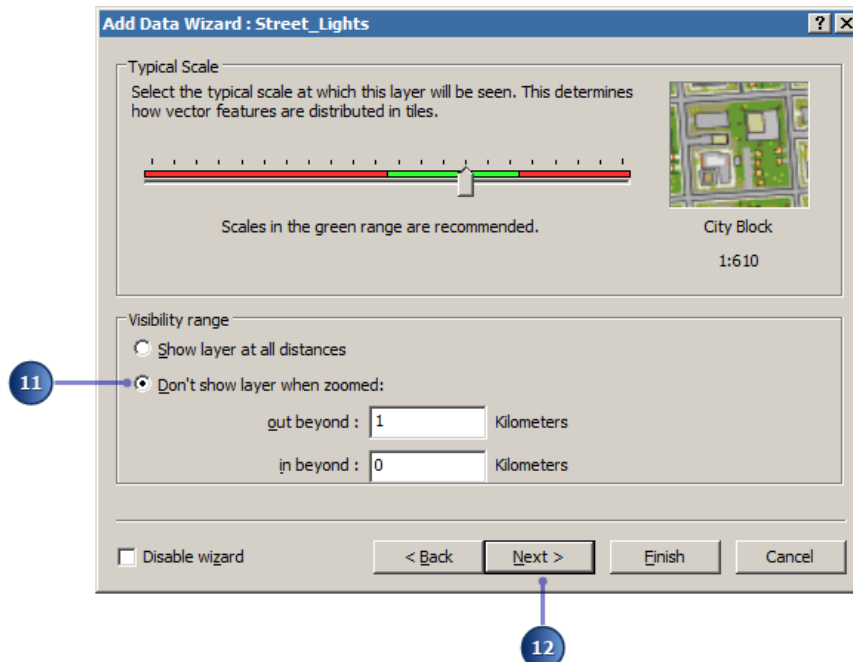 Add Data Wizard : Street_Lights
Typical Scale
Select the typical scale at which this layer will be seen. This determines
how vector features are distributed in tiles.
Scales in the green range are recommended.
City Block
1:610
Visibility range
Show layer at all distances
11
Don't show layer when zoomed:
out beyond : 1 Kilometers
in beyond : 0 Kilometers
Disable wizard
< Back
Next >
Finish
Cancel
12